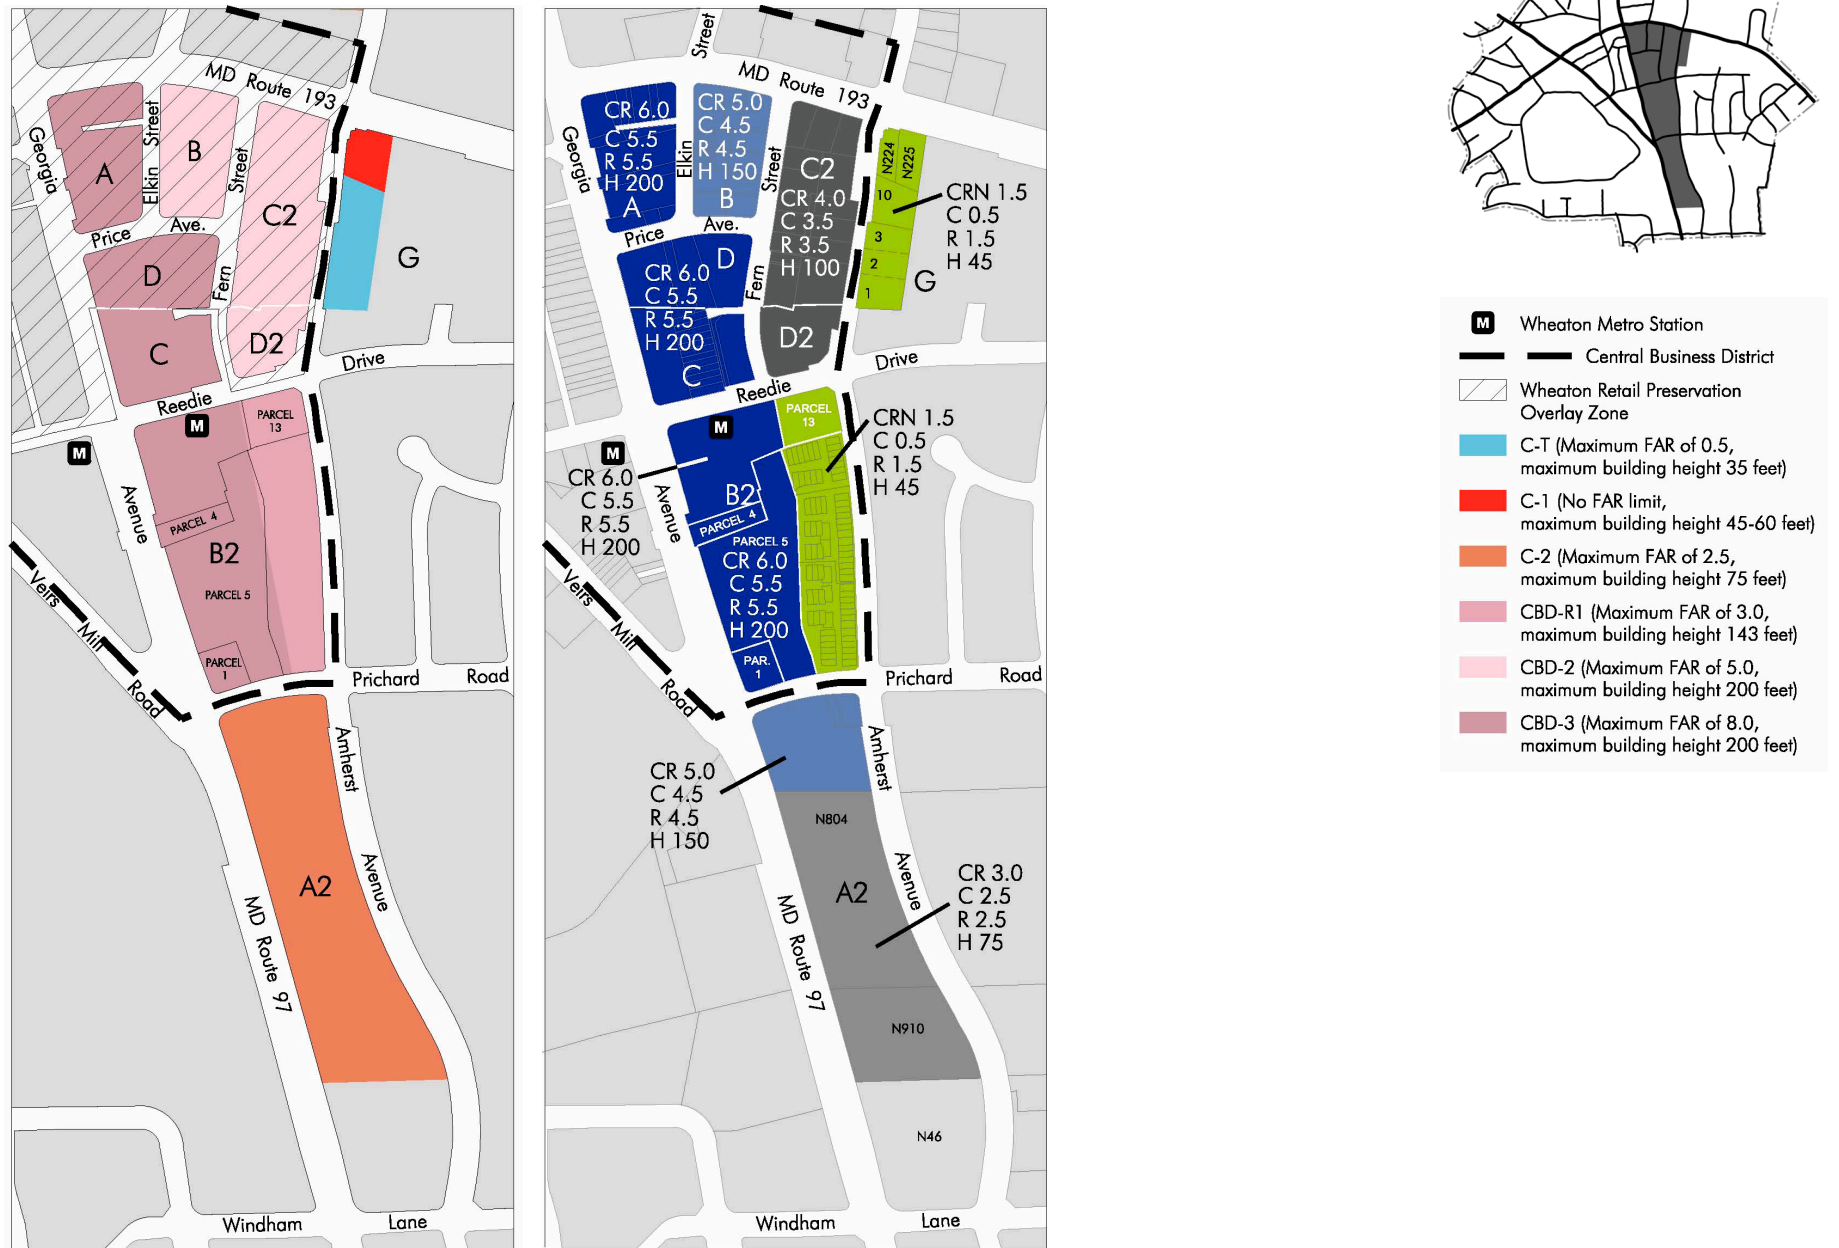 MD Route 193
Georgia
Elkin Street
A
B
Street
C2
Price Ave.
D
Fern
G
C
D2
Drive
Reedie
M
PARCEL
13
M
Avenue
PARCEL 4
B2
PARCEL 5
PARCEL
1
Veirs Mill Road
Prichard Road
Amherst
A2
Avenue
MD Route 97
Windham Lane
Street
MD Route 193
Georgia
CR 6.0
C 5.5
R 5.5
H 200
A
Elkin
CR 5.0
C 4.5
R 4.5
H 150
B
Street
C2
CR 4.0
C 3.5
R 3.5
H 100
N224
N225
10
3
2
1
CRN 1.5
C 0.5
R 1.5
H 45
G
Price Ave.
D
CR 6.0
C 5.5
R 5.5
H 200
C
Fern
D2
Drive
Reedie
M
PARCEL
13
CRN 1.5
C 0.5
R 1.5
H 45
M
CR 6.0
C 5.5
R 5.5
H 200
Avenue
B2
PARCEL 4
PARCEL 5
CR 6.0
C 5.5
R 5.5
H 200
PAR.
1
Veirs Mill Road
Prichard Road
Amherst
CR 5.0
C 4.5
R 4.5
H 150
N804
A2
Avenue
CR 3.0
C 2.5
R 2.5
H 75
MD Route 97
N910
N46
Windham Lane
M Wheaton Metro Station
Central Business District
Wheaton Retail Preservation
Overlay Zone
C-T (Maximum FAR of 0.5,
maximum building height 35 feet)
C-1 (No FAR limit,
maximum building height 45-60 feet)
C-2 (Maximum FAR of 2.5,
maximum building height 75 feet)
CBD-R1 (Maximum FAR of 3.0,
maximum building height 143 feet)
CBD-2 (Maximum FAR of 5.0,
maximum building height 200 feet)
CBD-3 (Maximum FAR of 8.0,
maximum building height 200 feet)